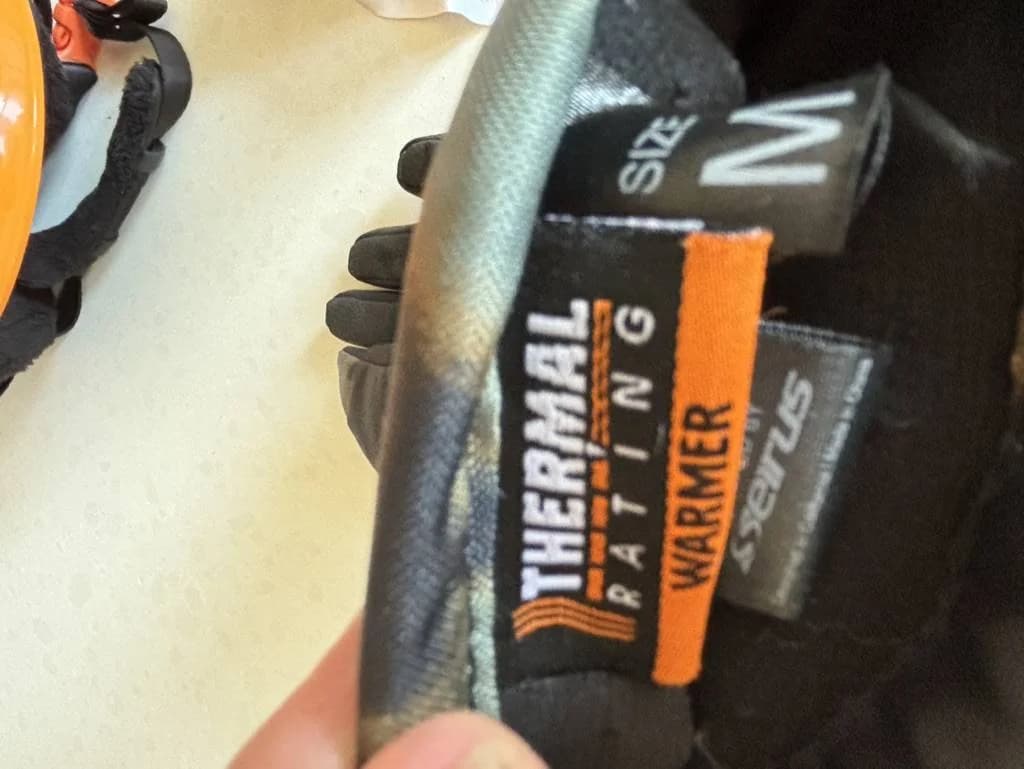 SIZE
M
THERMAL
RATING
WARMER
seirus